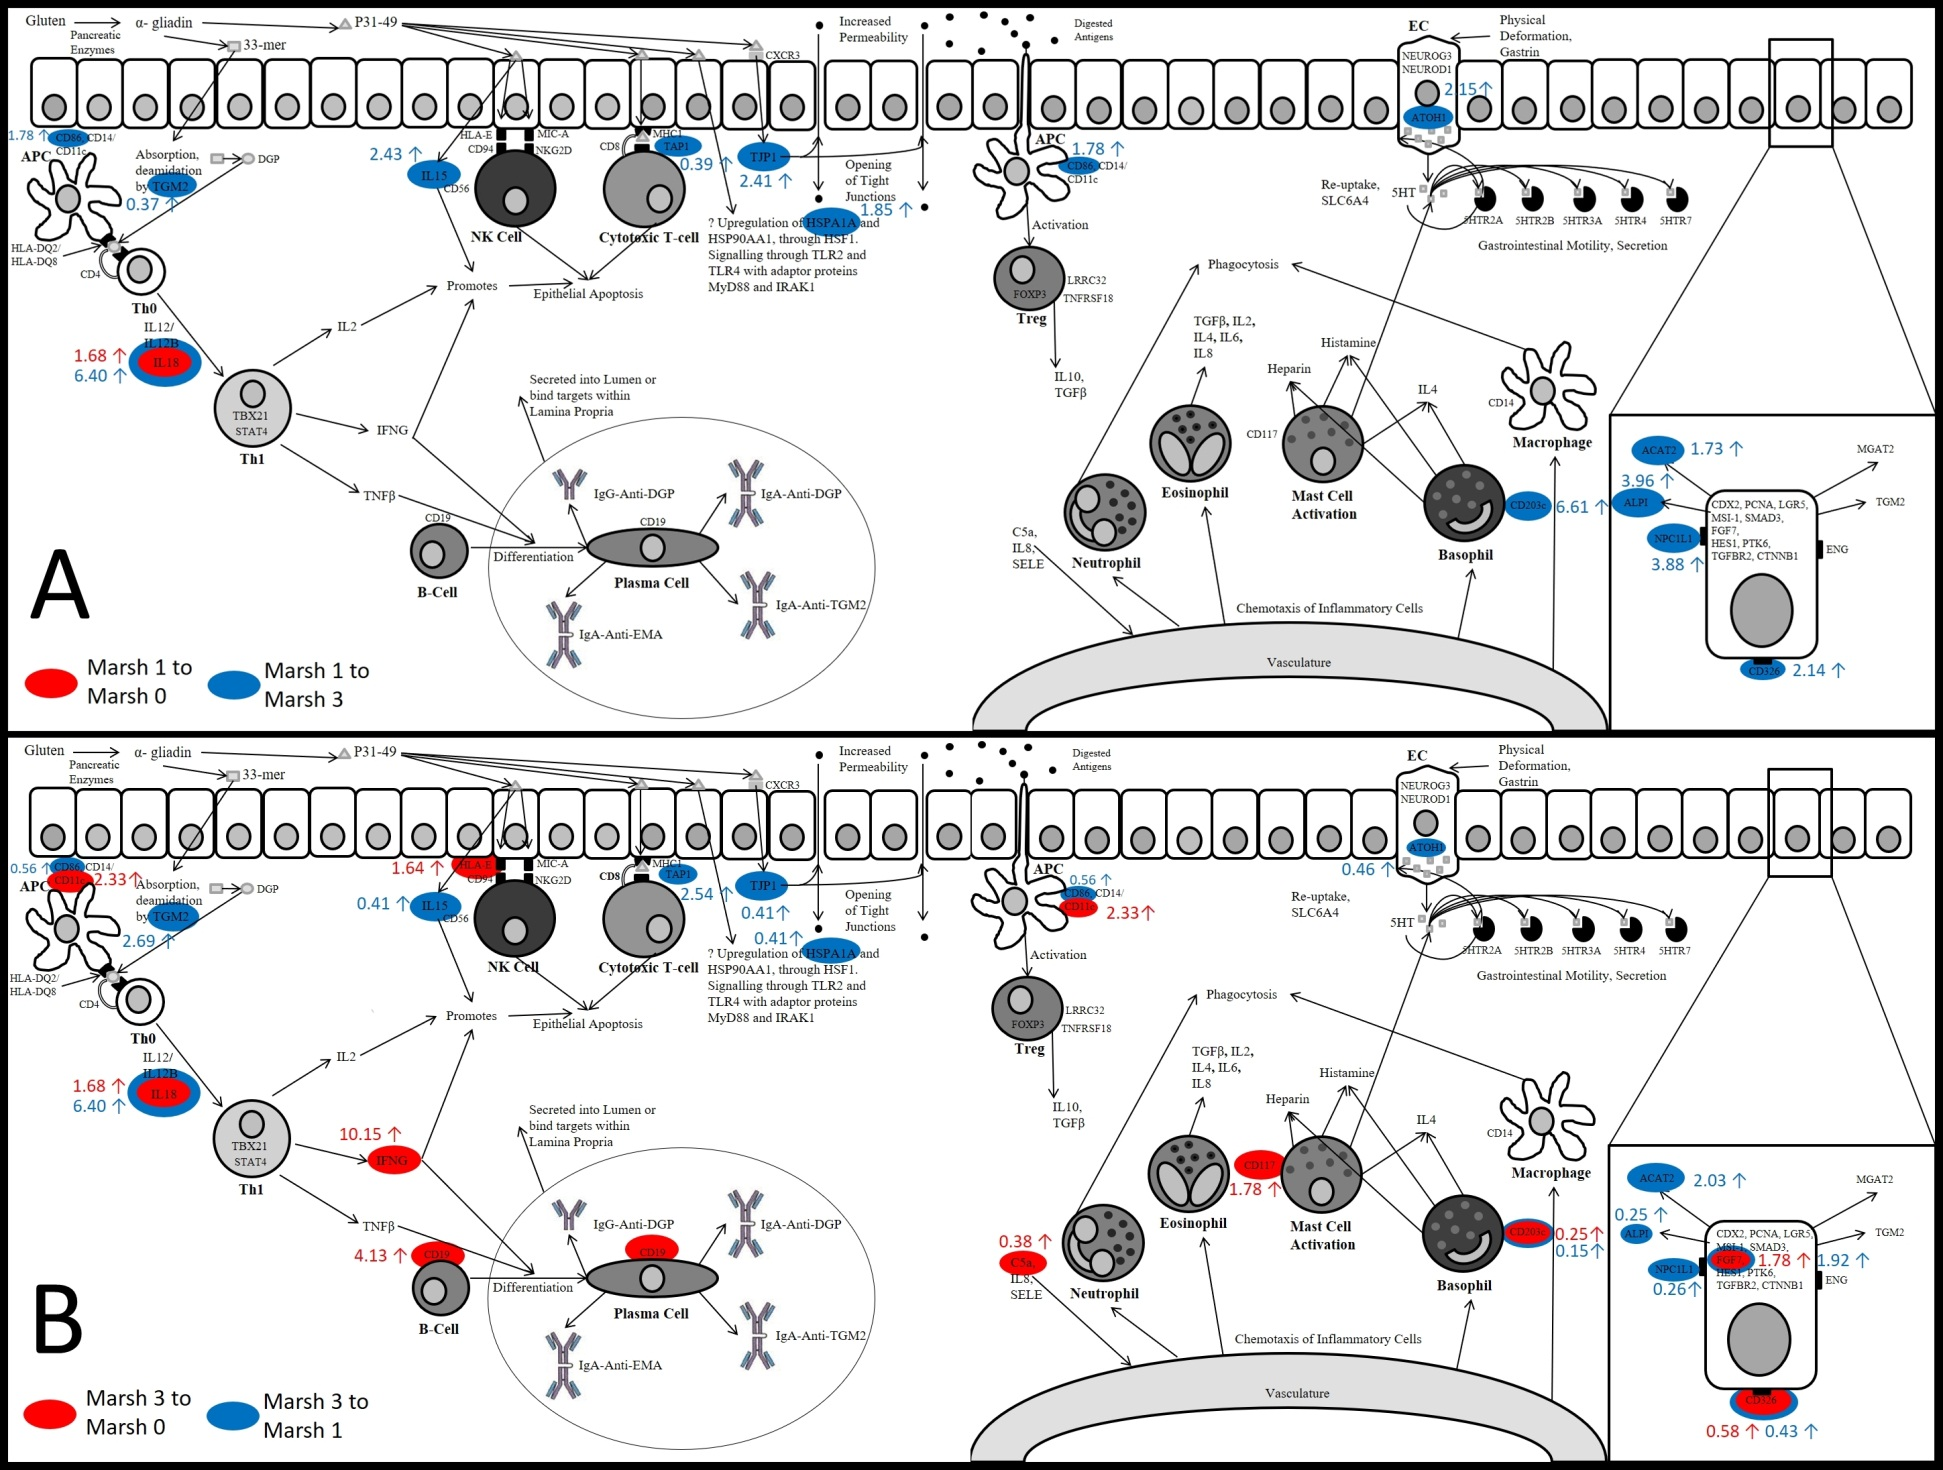 Gluten
α- gliadin
P31-49
Pancreatic
Enzymes
33-mer
CXCR3
Increased
Permeability
Digested
Antigens
EC
Physical
Deformation,
Gastrin
NEUROG3
NEUROD1
2.15↑
ATOH1
1.78 ↑
CD86
CD14/
CD11c
APC
Absorption,
deamidation
by TGM2
0.37 ↑
DGP
2.43 ↑
IL15
CD56
HLA-E
CD94
MIC-A
NKG2D
CD8
MHC1
TAP1
0.39 ↑
TJP1
2.41 ↑
Opening
of Tight
Junctions
1.85 ↑
APC
1.78 ↑
CD86
CD14/
CD11c
Re-uptake,
SLC6A4
5HT
5HTR2A
5HTR2B
5HTR3A
5HTR4
5HTR7
Gastrointestinal Motility, Secretion
HLA-DQ2/
HLA-DQ8
CD4
Th0
NK Cell
Cytotoxic T-cell
? Upregulation of HSPA1A and
HSP90AA1, through HSF1.
Signalling through TLR2 and
TLR4 with adaptor proteins
MyD88 and IRAK1
Activation
FOXP3
LRRC32
TNFRSF18
Treg
Phagocytosis
Promotes
Epithelial Apoptosis
IL12/
IL12B
IL18
1.68 ↑
6.40 ↑
IL2
TGFβ, IL2,
IL4, IL6,
IL8
Histamine
Heparin
IL4
IL10,
TGFβ
TBX21
STAT4
Th1
IFNG
TNFβ
Secreted into Lumen or
bind targets within
Lamina Propria
CD14
Macrophage
CD117
Eosinophil
Mast Cell
Activation
Basophil
CD203c
6.61 ↑
C5a,
IL8,
SELE
Neutrophil
IgG-Anti-DGP
IgA-Anti-DGP
CD19
B-Cell
Differentiation
CD19
Plasma Cell
IgA-Anti-TGM2
IgA-Anti-EMA
Chemotaxis of Inflammatory Cells
Vasculature
ACAT2
1.73 ↑
3.96 ↑
ALPI
NPC1L1
3.88 ↑
MGAT2
TGM2
CDX2, PCNA, LGR5,
MSI-1, SMAD3,
FGF7,
HES1, PTK6,
TGFBR2, CTNNB1
ENG
CD326
2.14 ↑
A
Marsh 1 to
Marsh 0
Marsh 1 to
Marsh 3
Gluten
α- gliadin
P31-49
Pancreatic
Enzymes
33-mer
CXCR3
Increased
Permeability
Digested
Antigens
EC
Physical
Deformation,
Gastrin
NEUROG3
NEUROD1
ATOH1
0.46 ↑
0.56 ↑
CD86
CD14/
CD11c
2.33↑
APC
Absorption,
deamidation
by TGM2
2.69 ↑
DGP
1.64 ↑
HLA-E
CD94
0.41 ↑
IL15
CD56
MIC-A
NKG2D
CD8
MHC1
TAP1
2.54 ↑
TJP1
0.41↑
Opening
of Tight
Junctions
0.41↑
APC
0.56 ↑
CD86
CD14/
CD11c
2.33↑
Re-uptake,
SLC6A4
5HT
5HTR2A
5HTR2B
5HTR3A
5HTR4
5HTR7
Gastrointestinal Motility, Secretion
HLA-DQ2/
HLA-DQ8
CD4
Th0
NK Cell
Cytotoxic T-cell
? Upregulation of HSPA1A and
HSP90AA1, through HSF1.
Signalling through TLR2 and
TLR4 with adaptor proteins
MyD88 and IRAK1
Activation
FOXP3
LRRC32
TNFRSF18
Treg
Phagocytosis
Promotes
Epithelial Apoptosis
IL12/
IL12B
IL18
1.68 ↑
6.40 ↑
IL2
TGFβ, IL2,
IL4, IL6,
IL8
Histamine
Heparin
IL4
IL10,
TGFβ
TBX21
STAT4
Th1
10.15 ↑
IFNG
TNFβ
Secreted into Lumen or
bind targets within
Lamina Propria
CD14
Macrophage
CD117
1.78 ↑
Eosinophil
Mast Cell
Activation
Basophil
CD203c
0.25↑
0.15↑
0.38 ↑
C5a,
IL8,
SELE
Neutrophil
IgG-Anti-DGP
IgA-Anti-DGP
4.13 ↑
CD19
B-Cell
Differentiation
CD19
Plasma Cell
IgA-Anti-TGM2
IgA-Anti-EMA
Chemotaxis of Inflammatory Cells
Vasculature
ACAT2
2.03 ↑
0.25 ↑
ALPI
NPC1L1
0.26↑
MGAT2
TGM2
CDX2, PCNA, LGR5,
MSI-1, SMAD3,
FGF7,
1.78 ↑
1.92 ↑
HES1, PTK6,
TGFBR2, CTNNB1
ENG
CD326
0.58 ↑
0.43 ↑
B
Marsh 3 to
Marsh 0
Marsh 3 to
Marsh 1